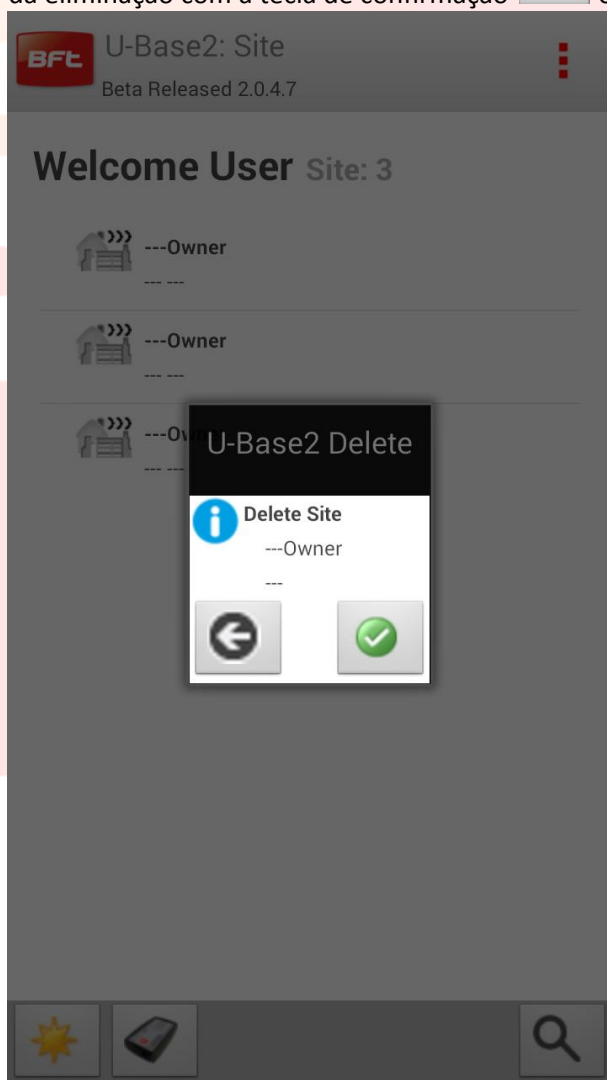 da eliminação com a tecla de confirmação
BFt
U-Base2: Site
Beta Released 2.0.4.7
Welcome User Site: 3
---Owner
--- ---
---Owner
--- ---
---Ow
--- ---
U-Base2 Delete
Delete Site
---Owner
---